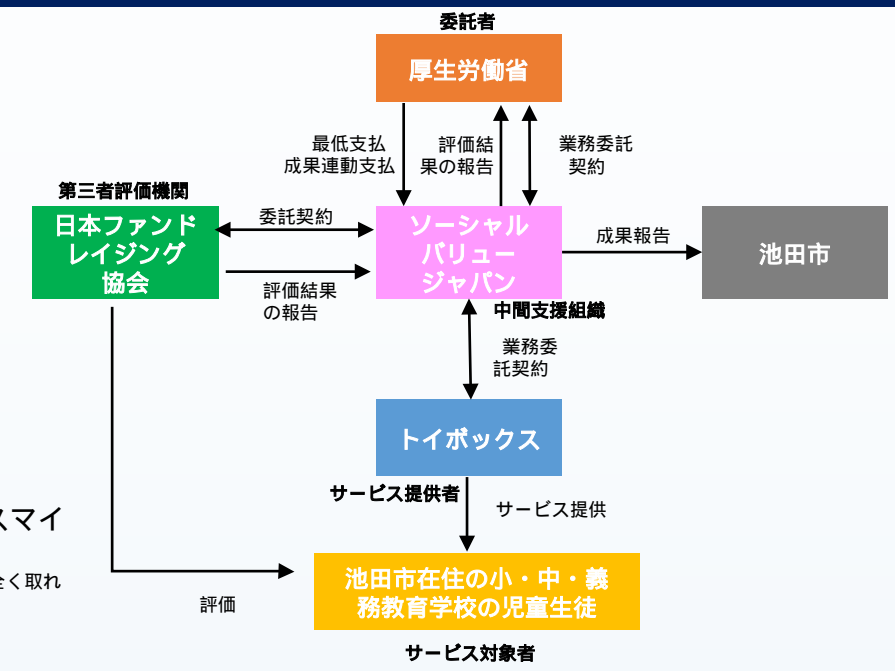 委託者
厚生労働省
最低支払
成果連動支払
評価結
果の報告
業務委託
契約
第三者評価機関
日本ファンド
レイジング
協会
委託契約
評価結果
の報告
ソーシャル
バリュー
ジャパン
中間支援組織
成果報告
池田市
業務委
託契約
トイボックス
サービス提供者
サービス提供
スマイ
全く取れ
評価
池田市在住の小・中・義
務教育学校の児童生徒
サービス対象者